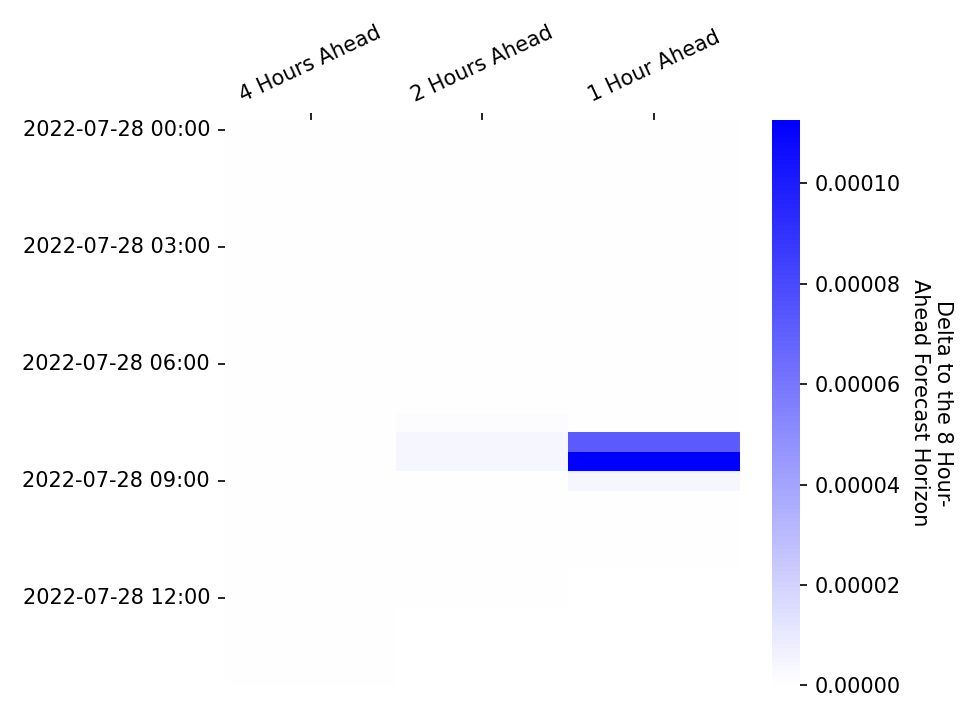 4 Hours Ahead
2 Hours Ahead
1 Hour Ahead
2022-07-28 00:00
2022-07-28 03:00
2022-07-28 06:00
2022-07-28 09:00
2022-07-28 12:00
0.00010
0.00008
0.00006
0.00004
0.00002
0.00000
Delta to the 8 Hour-
Ahead Forecast Horizon